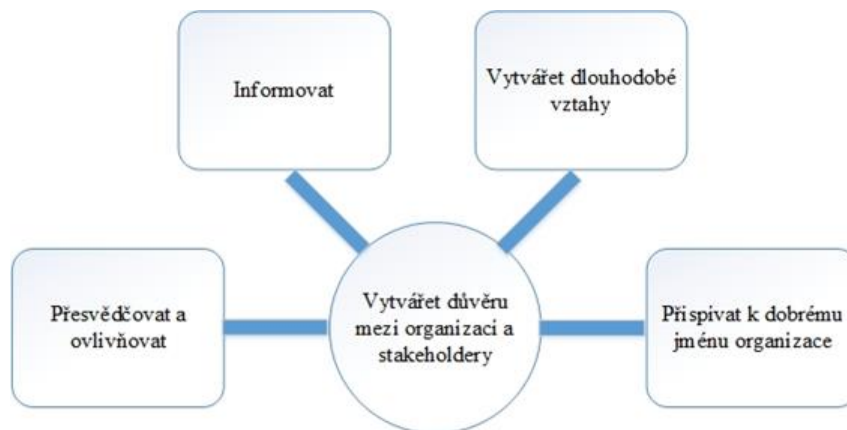 Informovat
Vytvářet dlouhodobé
vztahy
Přesvědčovat a
ovlivňovat
Vytvářet důvěru
mezi organizací a
stakeholdery
Přispívat k dobrému
jménu organizace